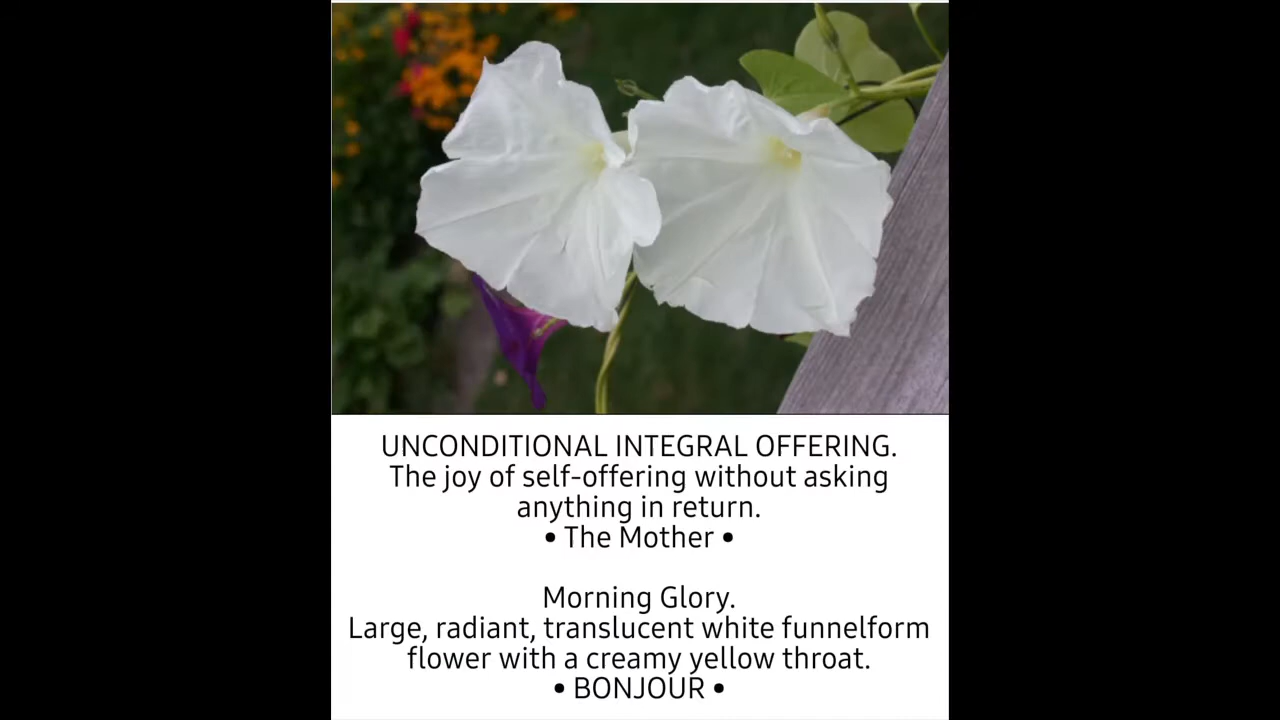 UNCONDITIONAL INTEGRAL OFFERING.
The joy of self-offering without asking
anything in return.
• The Mother •
Morning Glory.
Large, radiant, translucent white funnelform
flower with a creamy yellow throat.
• BONJOUR •